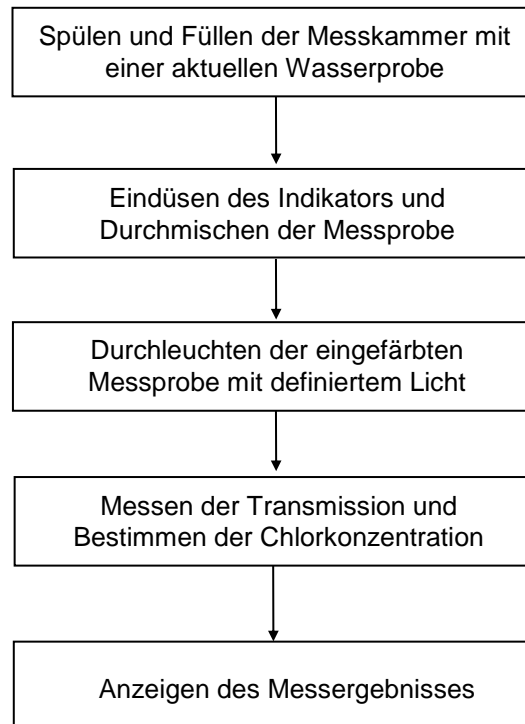 Spülen und Füllen der Messkammer mit
einer aktuellen Wasserprobe
Eindüsen des Indikators und
Durchmischen der Messprobe
Durchleuchten der eingefärbten
Messprobe mit definiertem Licht
Messen der Transmission und
Bestimmen der Chlorkonzentration
Anzeigen des Messergebnisses